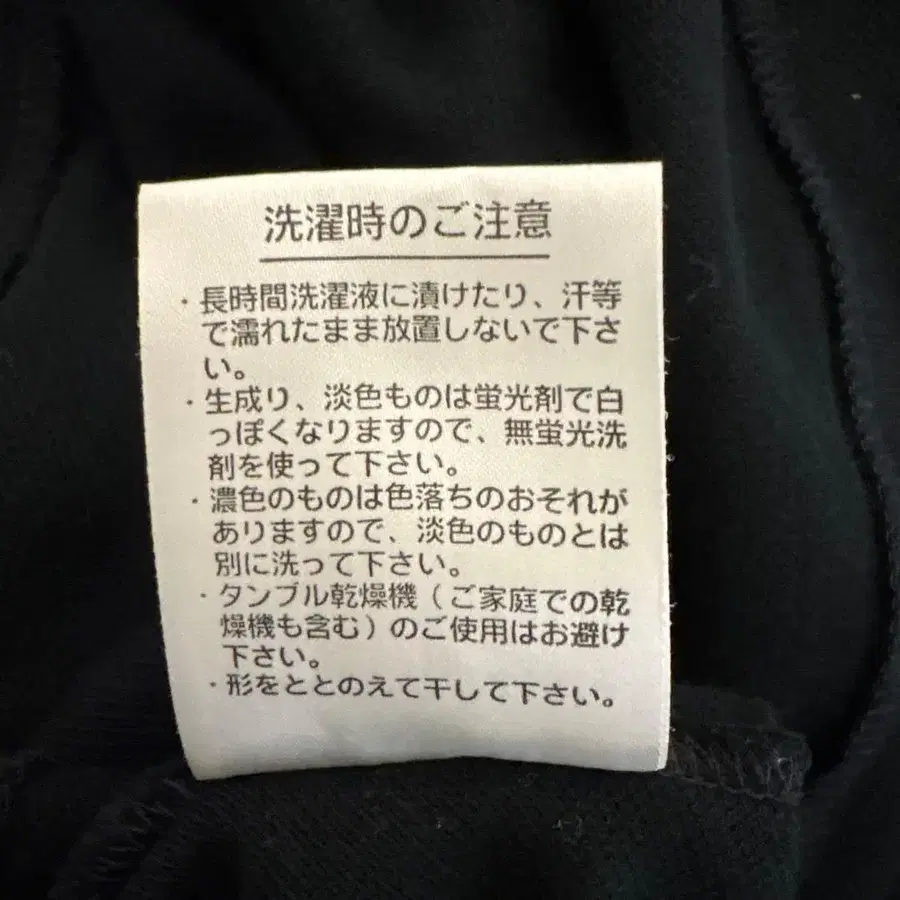 洗濯時のご注意
・長時間洗濯液に漬けたり、汗等
で濡れたまま放置しないで下さ
い。
・生成り、淡色ものは蛍光剤で白
っぽくなりますので、無蛍光洗
剤を使って下さい。
・濃色のものは色落ちのおそれが
ありますので、淡色のものとは
別に洗って下さい。
・タンブル乾燥機（ご家庭での乾
燥機も含む）のご使用はお避け
下さい。
・形をととのえて干して下さい。